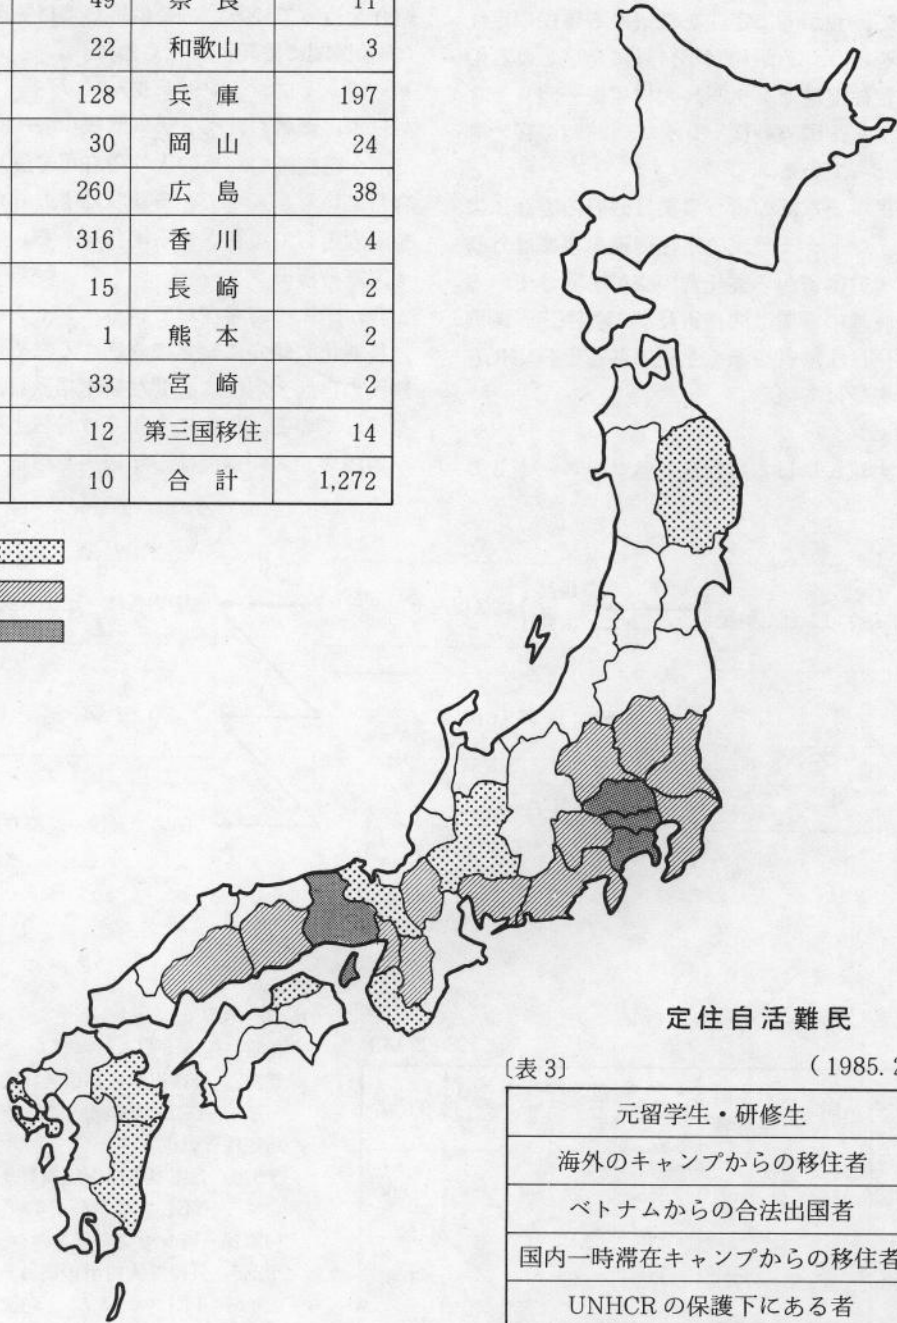 49 奈良 11
22 和歌山 3
128 兵庫 197
30 岡山 24
260 広島 38
316 香川 4
15 長崎 2
1 熊本 2
33 宮崎 2
12 第三国移住 14
10 合計 1,272
定住自活難民
〔表3〕 (1985.2
元留学生・研修生
海外のキャンプからの移住者
ベトナムからの合法出国者
国内一時滞在キャンプからの移住者
UNHCRの保護下にある者